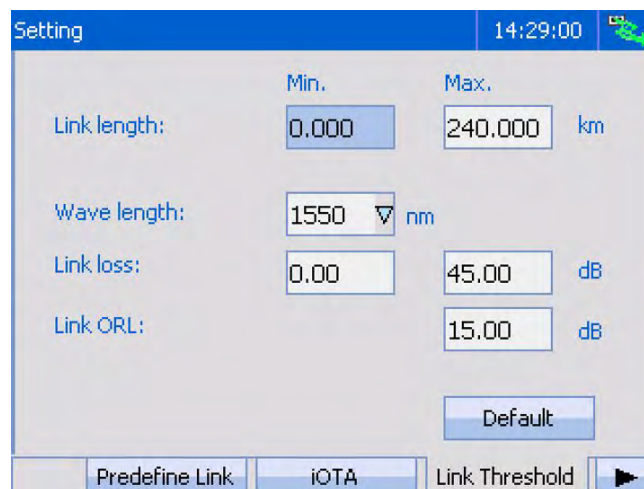 Setting 14:29:00
Min. Max.
Link length: 0.000 240.000 km
Wave length: 1550 nm
Link loss: 0.00 45.00 dB
Link ORL: 15.00 dB
Default
Predefine Link iOTA Link Threshold